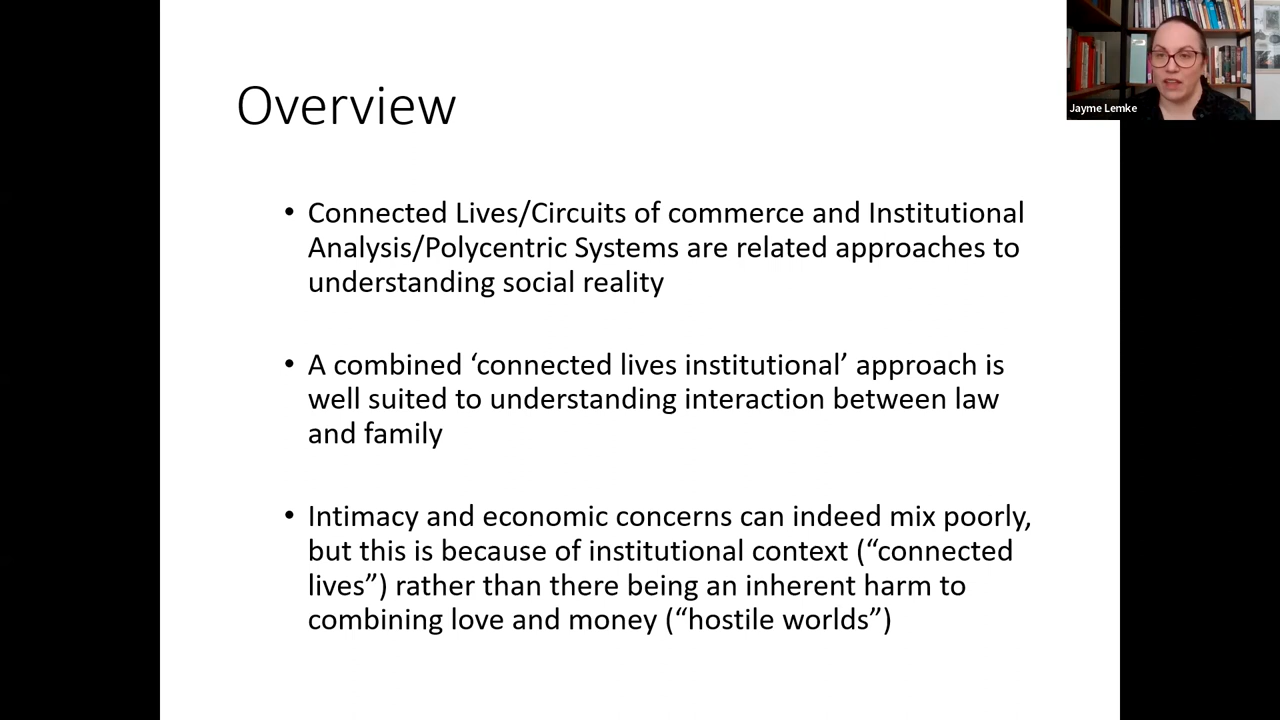 Overview
Jayme Lemke
• Connected Lives/Circuits of commerce and Institutional
Analysis/Polycentric Systems are related approaches to
understanding social reality
• A combined ‘connected lives institutional’ approach is
well suited to understanding interaction between law
and family
• Intimacy and economic concerns can indeed mix poorly,
but this is because of institutional context (“connected
lives”) rather than there being an inherent harm to
combining love and money (“hostile worlds”)